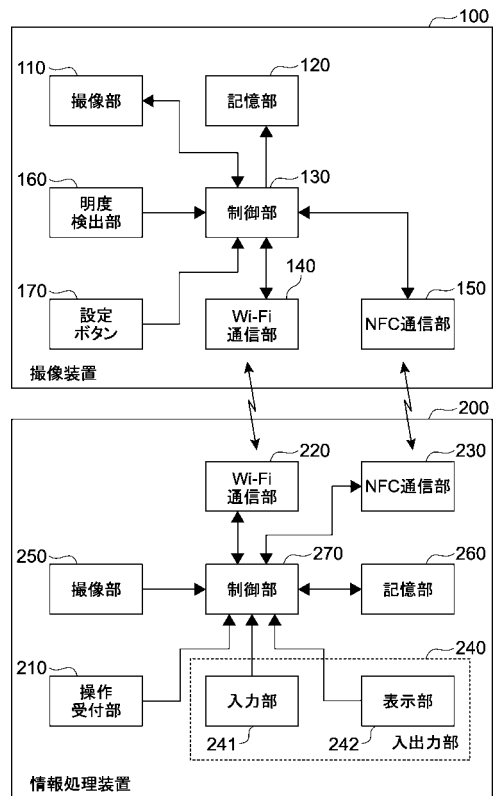 100
110
撮像部
120
記憶部
160
明度
検出部
130
制御部
170
設定
ボタン
140
Wi-Fi
通信部
150
NFC通信部
撮像装置
200
220
Wi-Fi
通信部
230
NFC通信部
250
撮像部
270
制御部
260
記憶部
210
操作
受付部
240
入力部
241
表示部
242
入出力部
情報処理装置